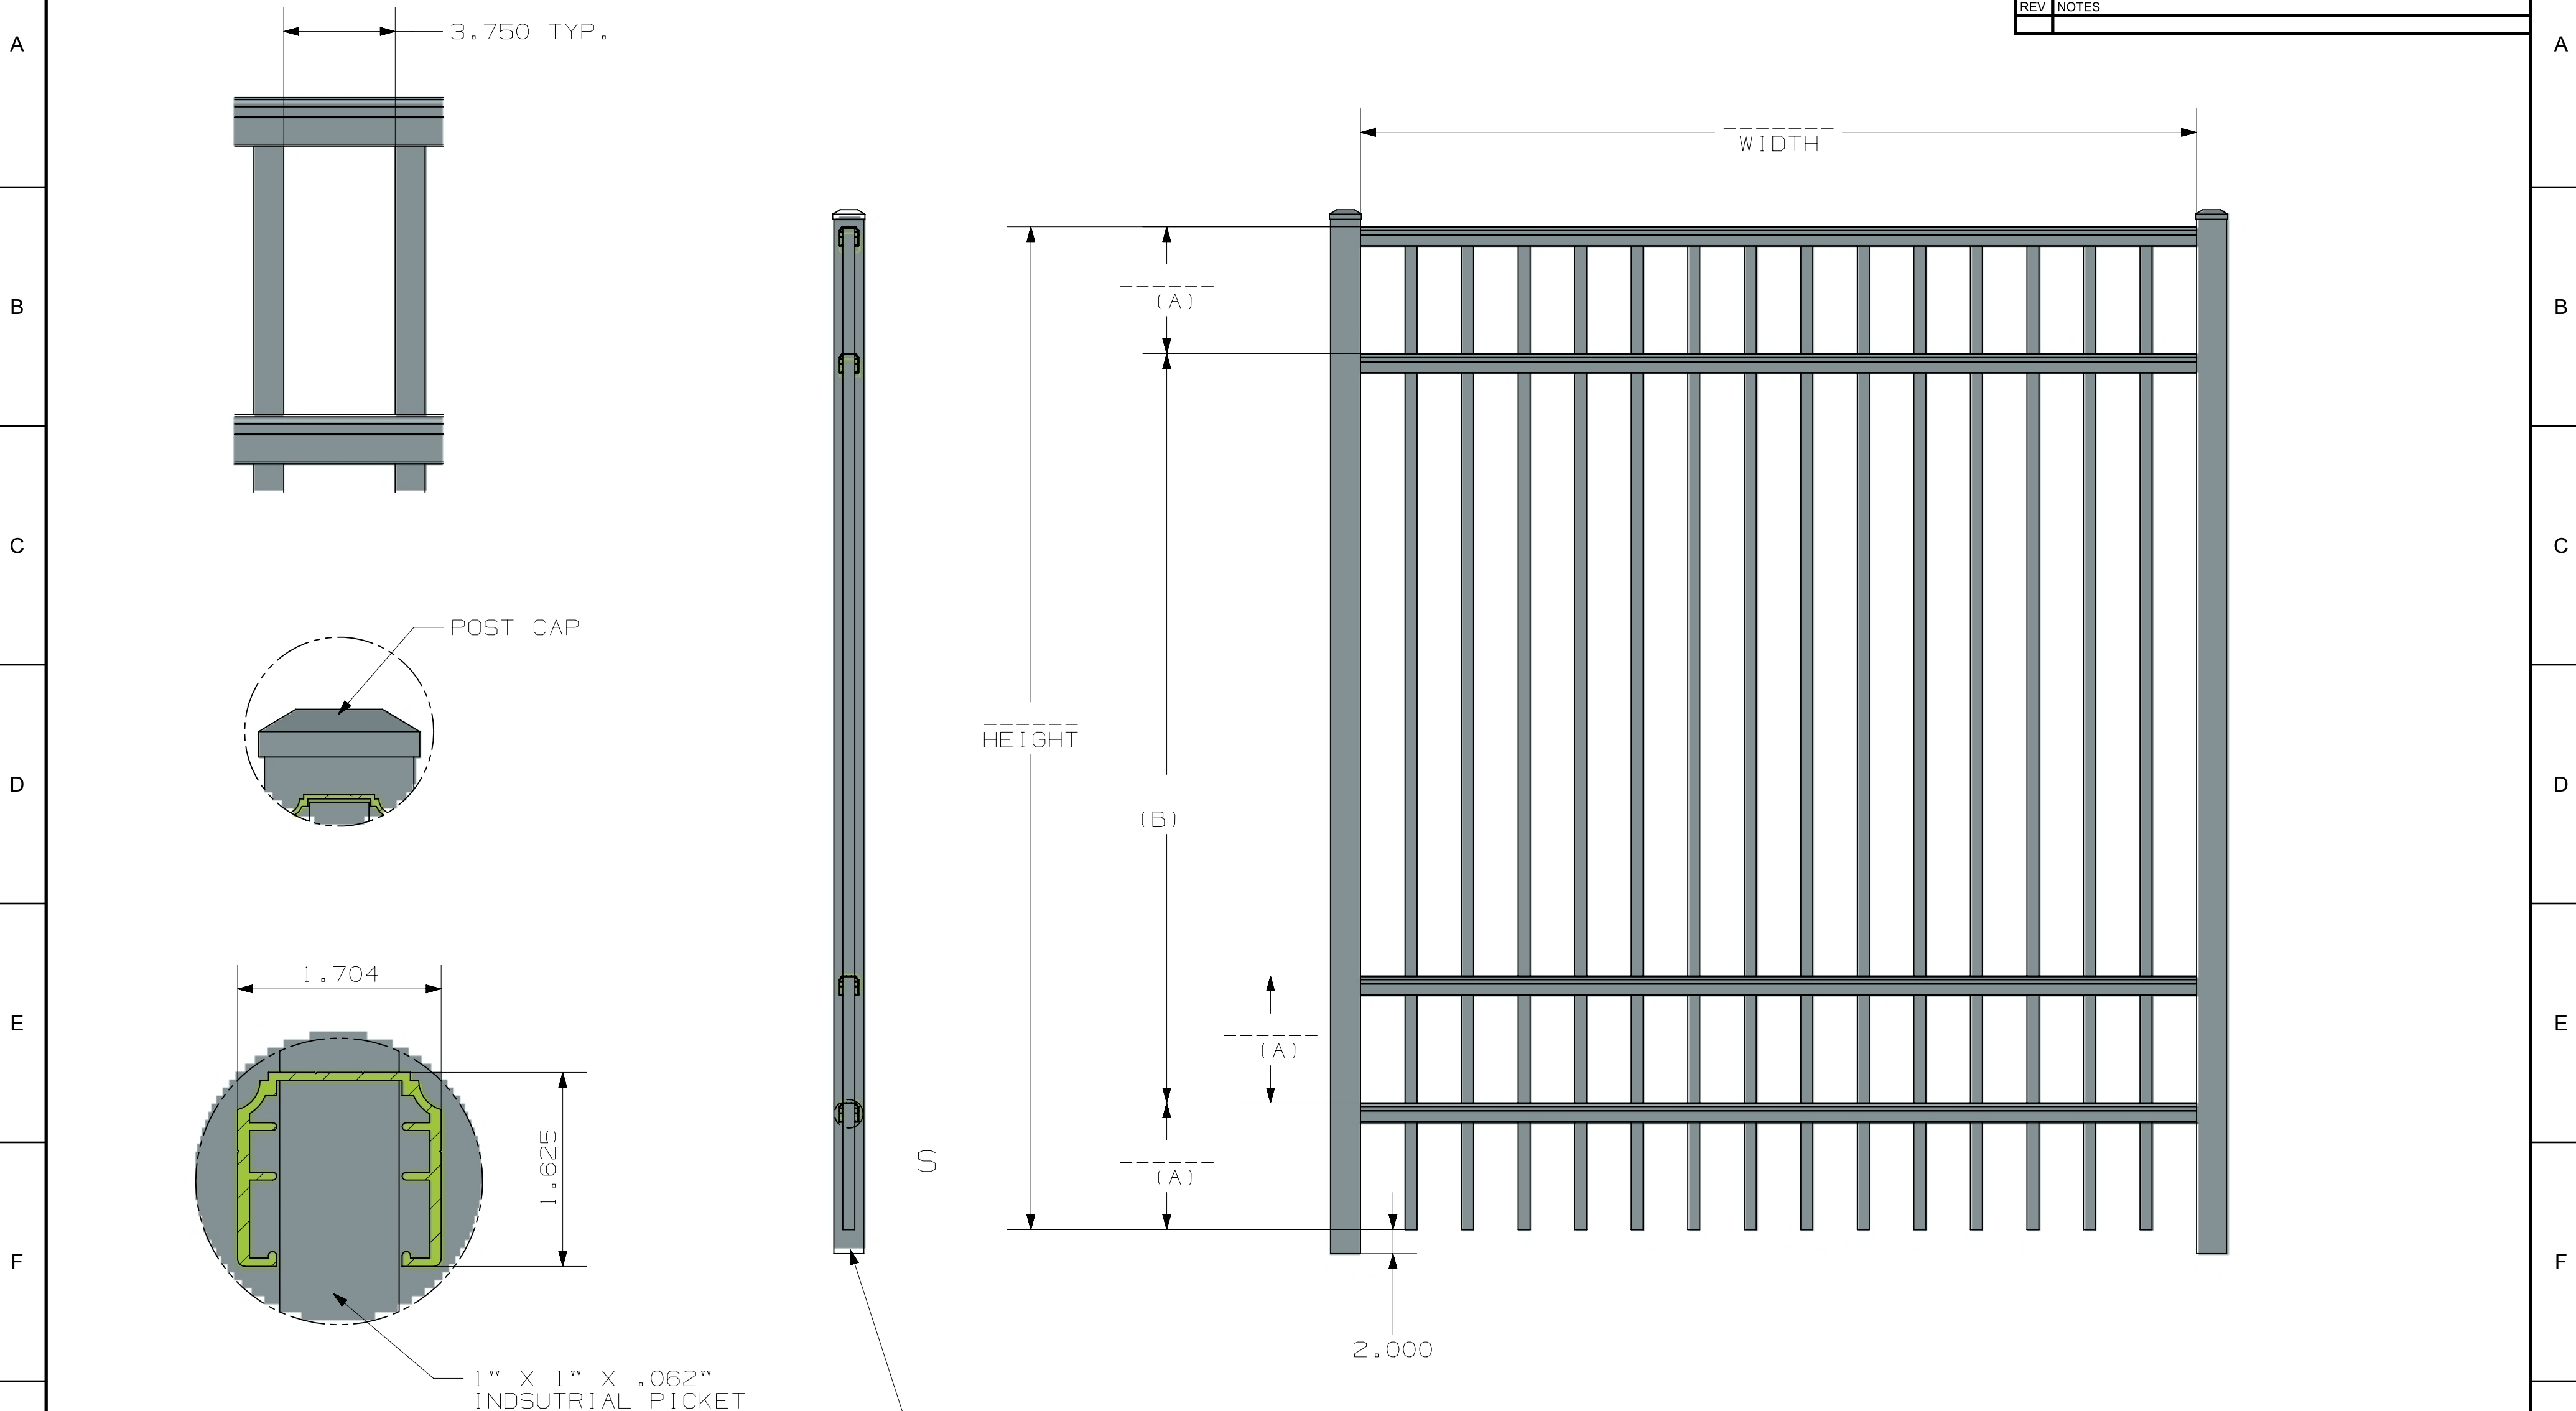 REV NOTES
A
A
3.750 TYP.
WIDTH
B
B
(A)
C
C
POST CAP
HEIGHT
D
D
(B)
1.704
E
E
(A)
1.625
S
(A)
F
F
2.000
1" X 1" X .062"
INDSUTRIAL PICKET